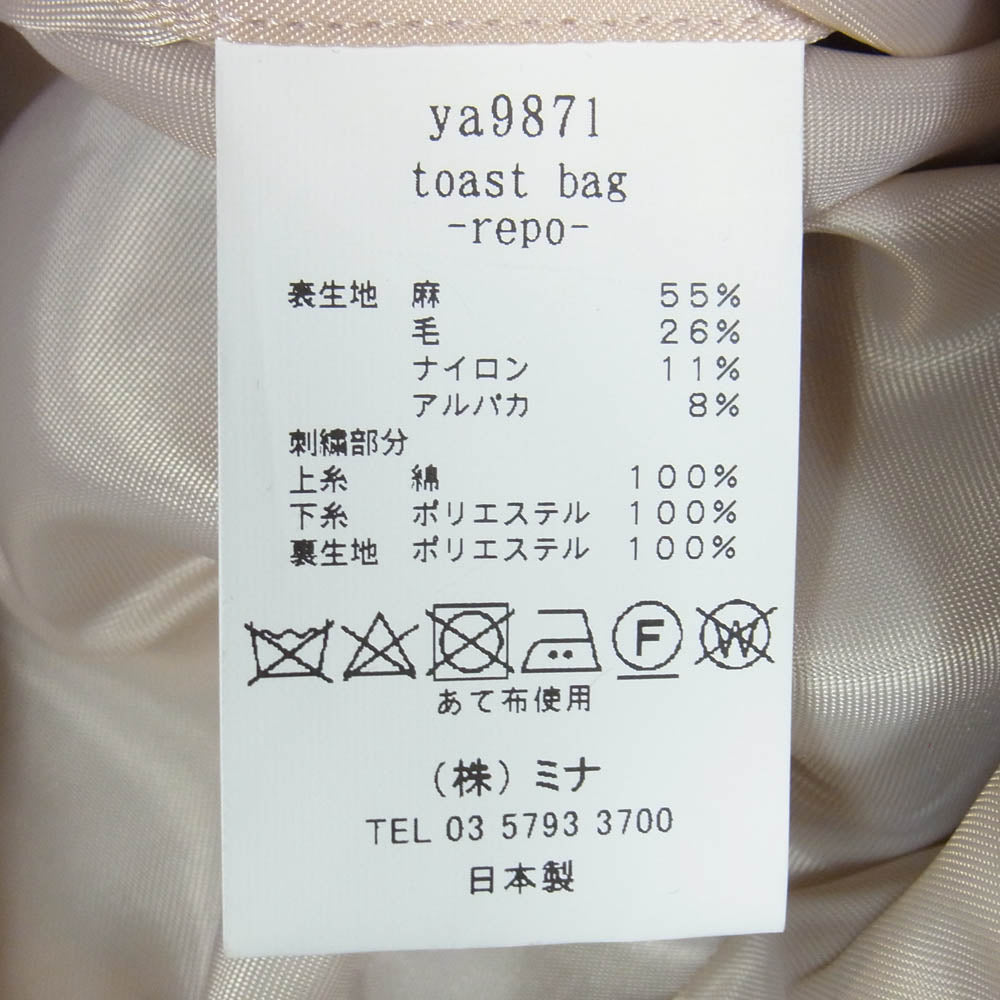 ya9871
toast bag
-repo-
表生地 麻 55%
毛 26%
ナイロン 11%
アルパカ 8%
刺繍部分
上糸 綿 100%
下糸 ポリエステル 100%
裏生地 ポリエステル 100%
F W
あて布使用
(株)ミナ
TEL 03 5793 3700
日本製